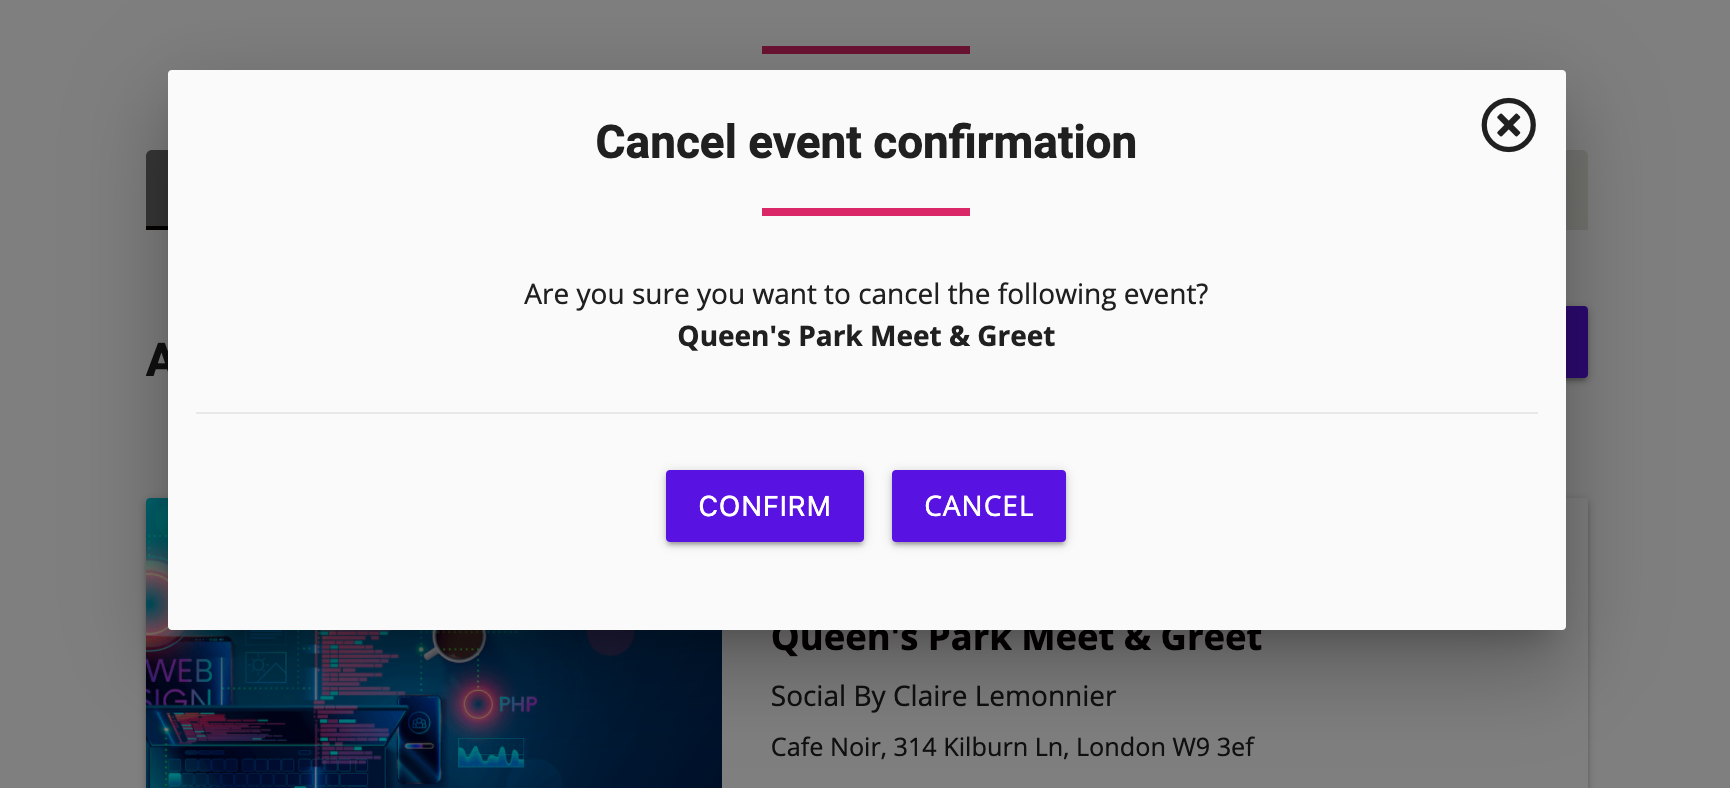 Cancel event confirmation
Are you sure you want to cancel the following event?
Queen's Park Meet & Greet
CONFIRM
CANCEL
WEB
SIGN
PHP
Queen's Park Meet & Greet
Social By Claire Lemonnier
Cafe Noir, 314 Kilburn Ln, London W9 3ef